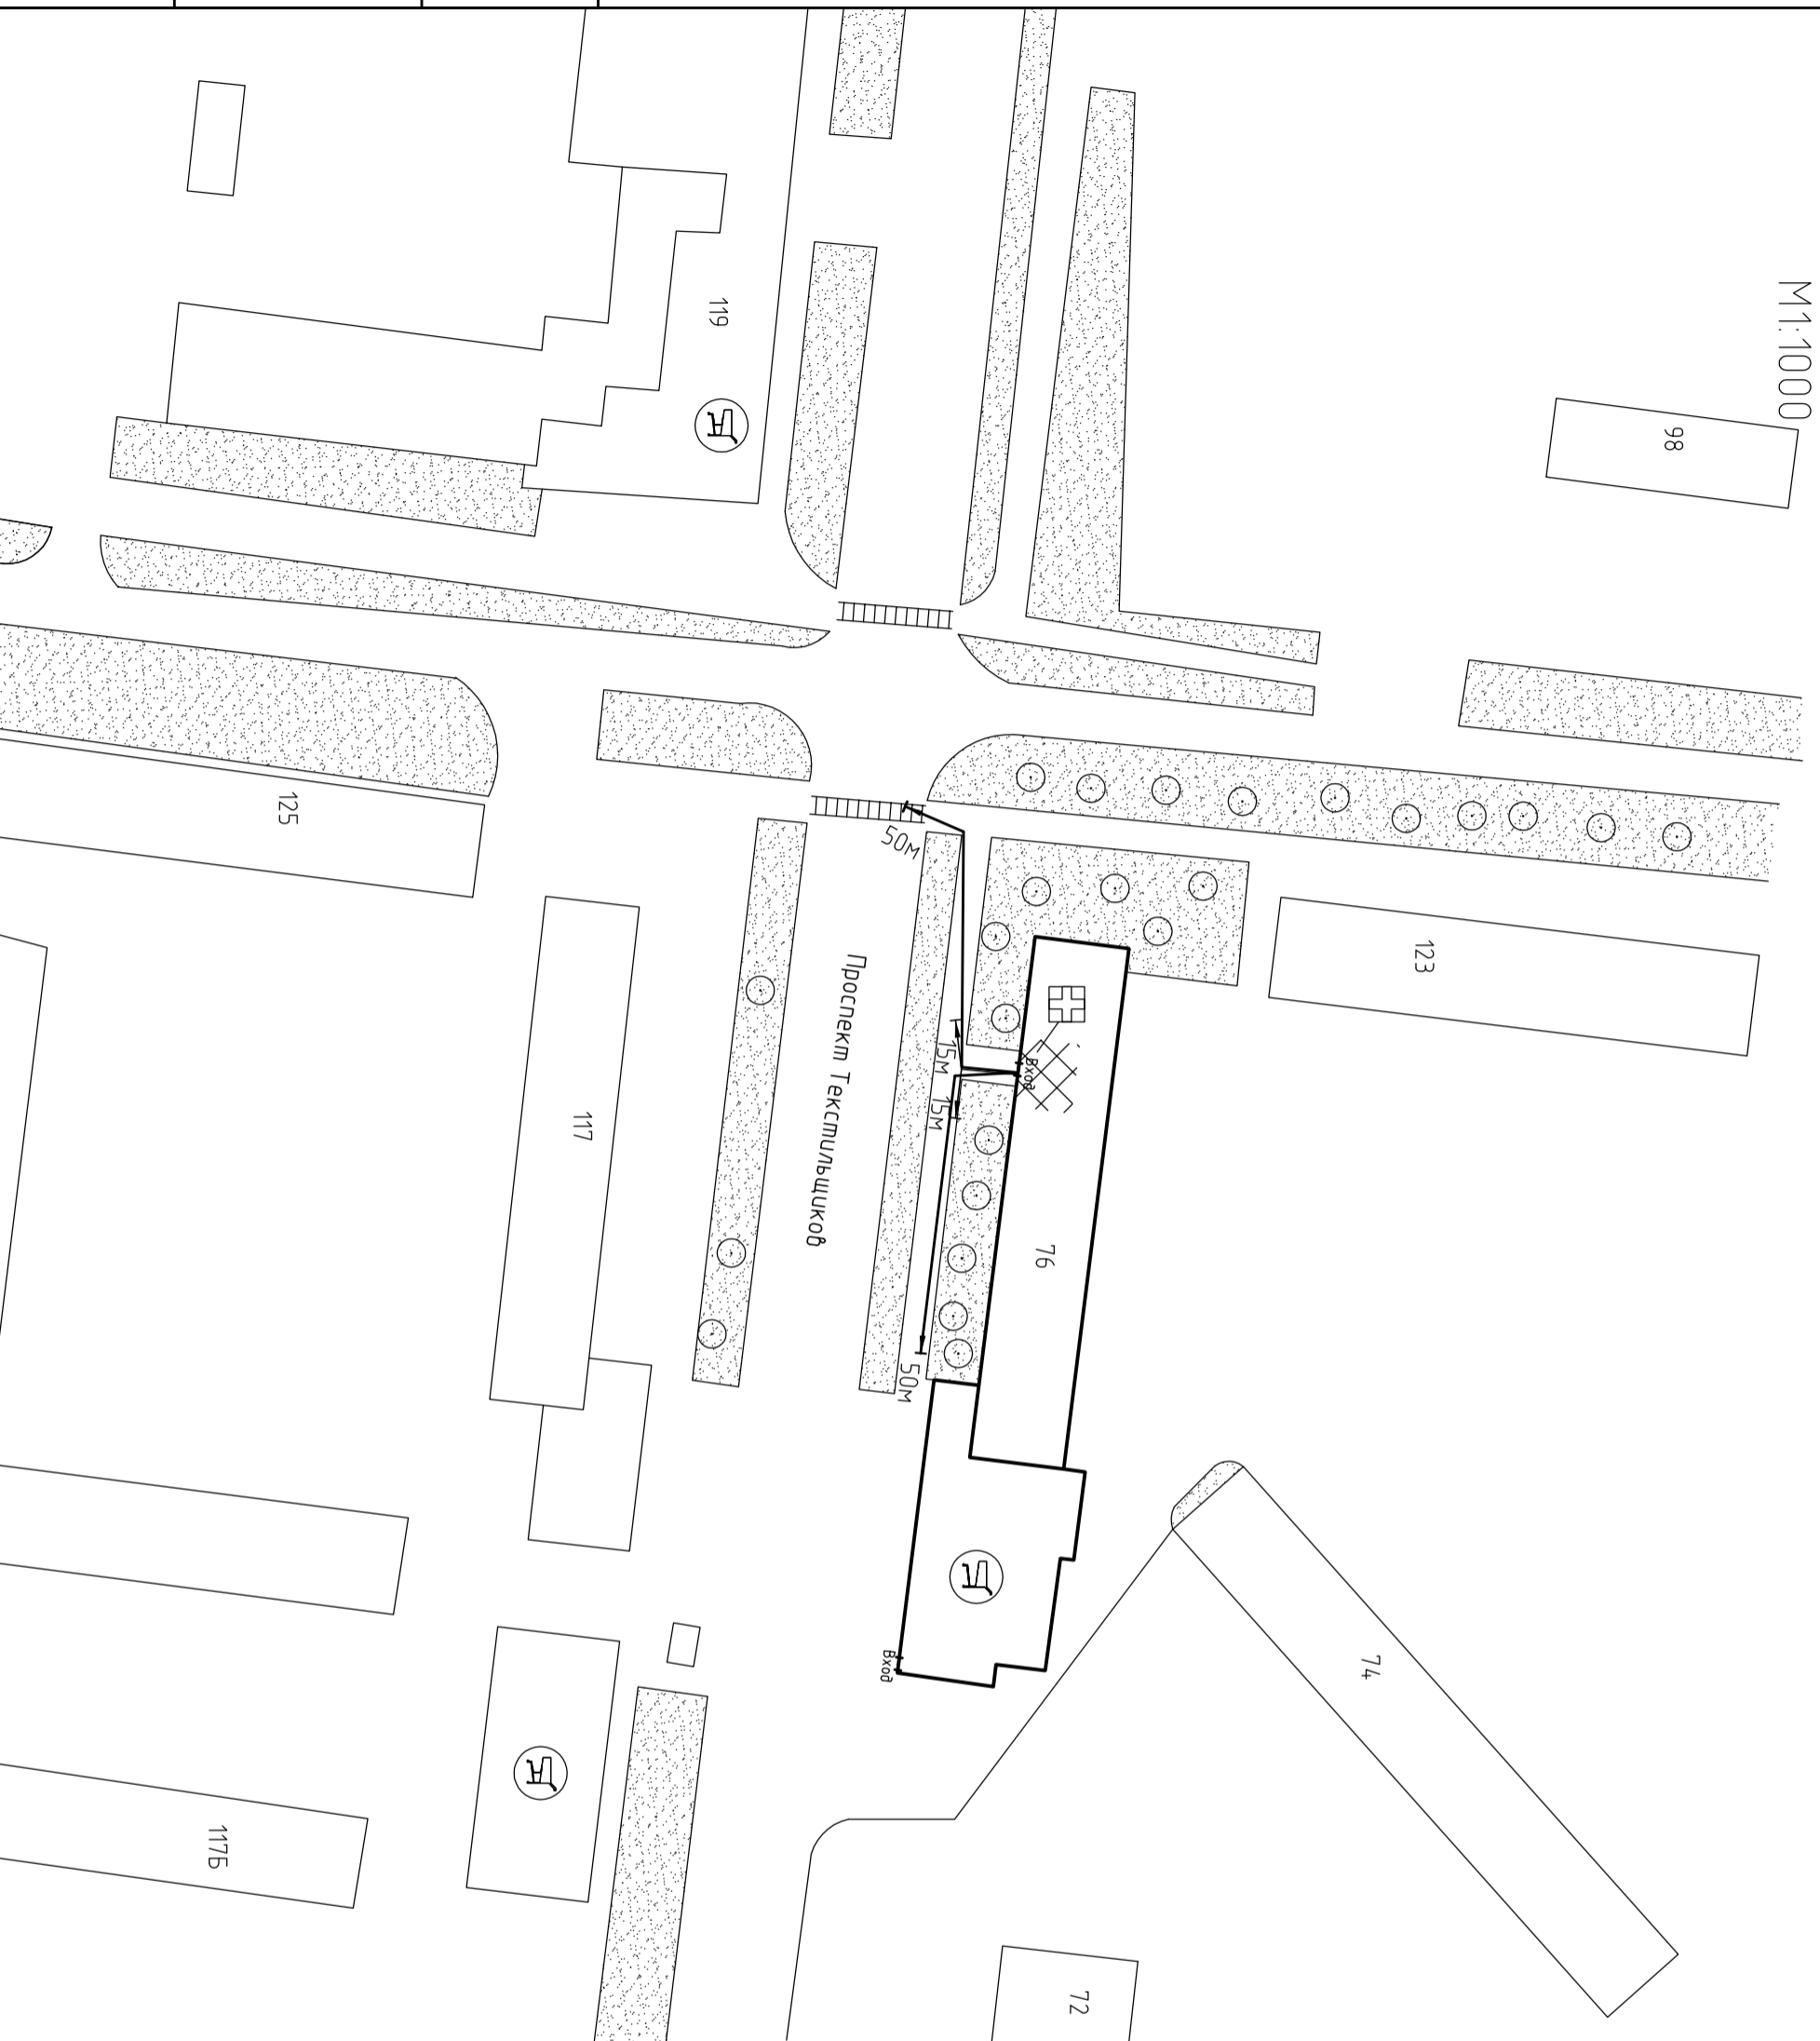 М1:1000
98
119
125
50м
123
Проспект Текстильщиков
Вход
15м
15м
117
76
50м
Вход
74
117Б
72